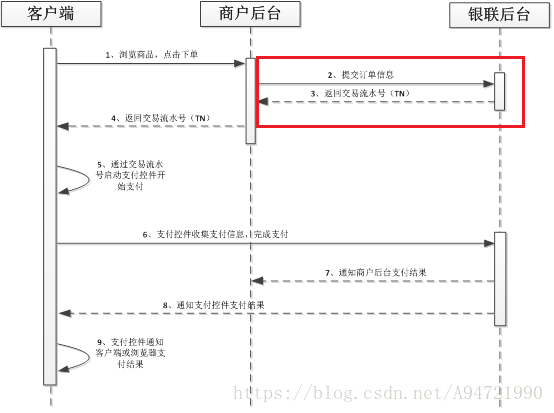 客户端
商户后台
银联后台
1、浏览商品，点击下单
2、提交订单信息
3、返回交易流水号（TN）
4、返回交易流水号（TN）
5、通过交易流水
号启动支付控件开
始支付
6、支付控件收集支付信息，完成支付
7、通知商户后台支付结果
8、通知支付控件支付结果
9、支付控件通知
客户端或浏览器支
付结果
https://blog.csdn.net/A94721990